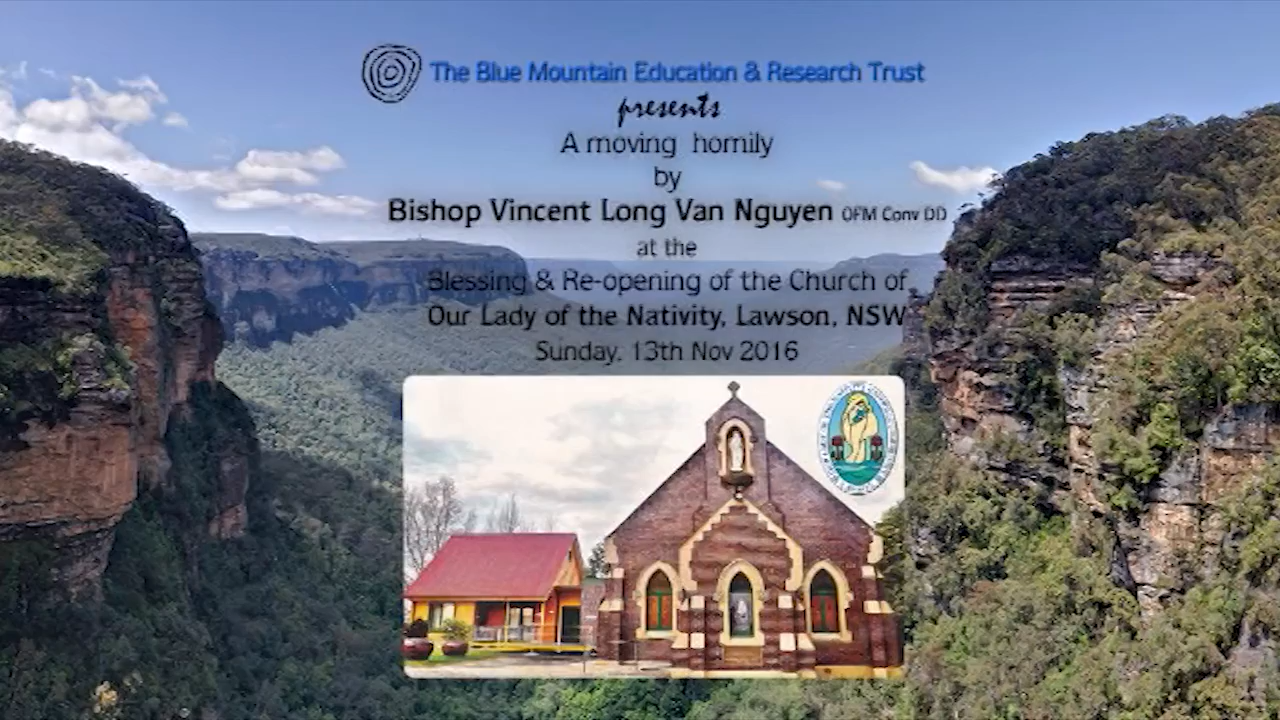 The Blue Mountain Education & Research Trust
presents
A moving homily
by
Bishop Vincent Long Van Nguyen OFM Conv DD
at the
Blessing & Re-opening of the Church of
Our Lady of the Nativity, Lawson, NSW
Sunday, 13th Nov 2016